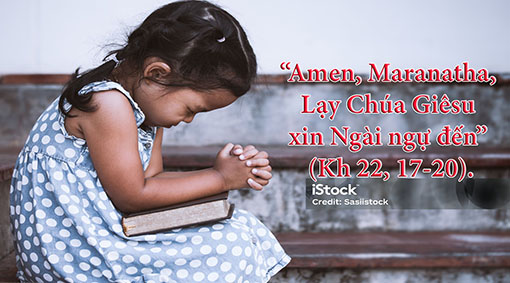 “Amen, Maranatha,
Lạy Chúa Giêsu
xin Ngài ngự đến”
(Kh 22, 17-20).
iStock
Credit: Sasiistock